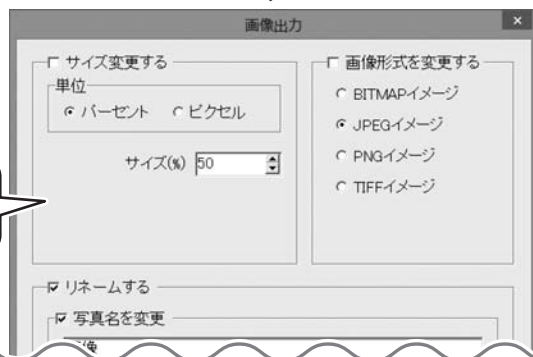 画像出力
サイズ変更する
単位
パーセント ピクセル
サイズ(%) 50
画像形式を変更する
BITMAPイメージ
JPEGイメージ
PNGイメージ
TIFFイメージ
リネームする
写真名を変更